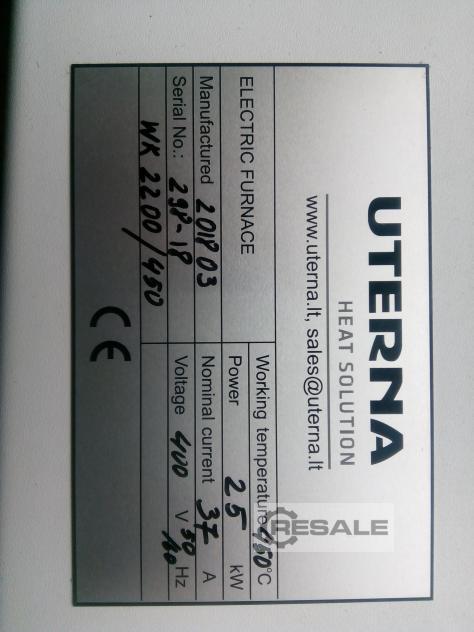 UTERNA
HEAT SOLUTION
www.uterna.lt, sales@uterna.lt
ELECTRIC FURNACE
Manufactured 2018 03
Serial No.: 298-18
WK 2200/450
Working temperature 450 °C
Power 25 kW
Nominal current 37 A
Voltage 400 V 50 Hz
CE
RESALE